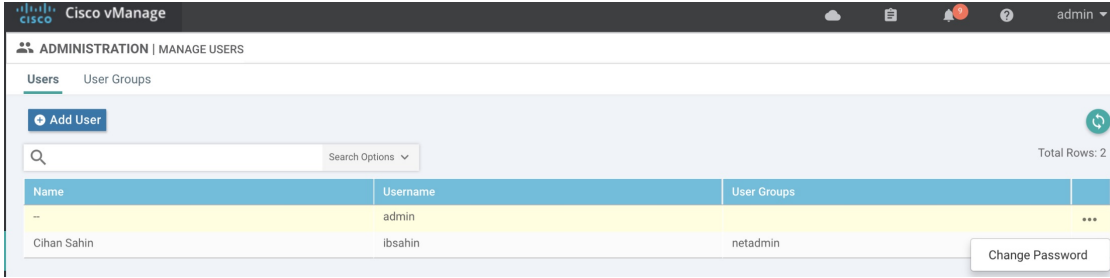 cisco Cisco vManage 9 admin
ADMINISTRATION | MANAGE USERS
Users User Groups
Add User
Search Options Total Rows: 2
Name Username User Groups
-- admin
Cihan Sahin ibsahin netadmin
Change Password